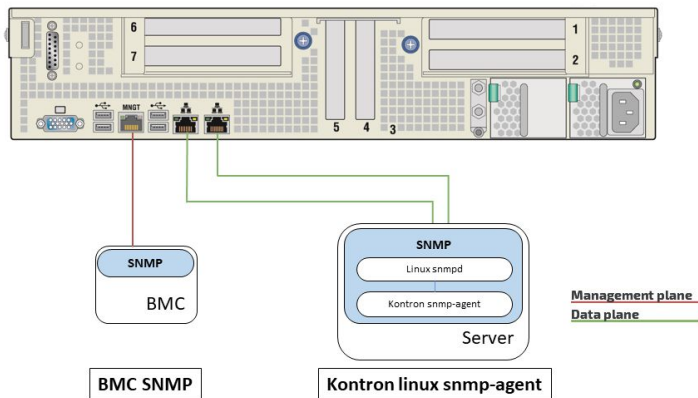 6
1
7
2
MNGT
5
4
3
SNMP
BMC
SNMP
Linux snmpd
Kontron snmp-agent
Server
Management plane
Data plane
BMC SNMP
Kontron linux snmp-agent